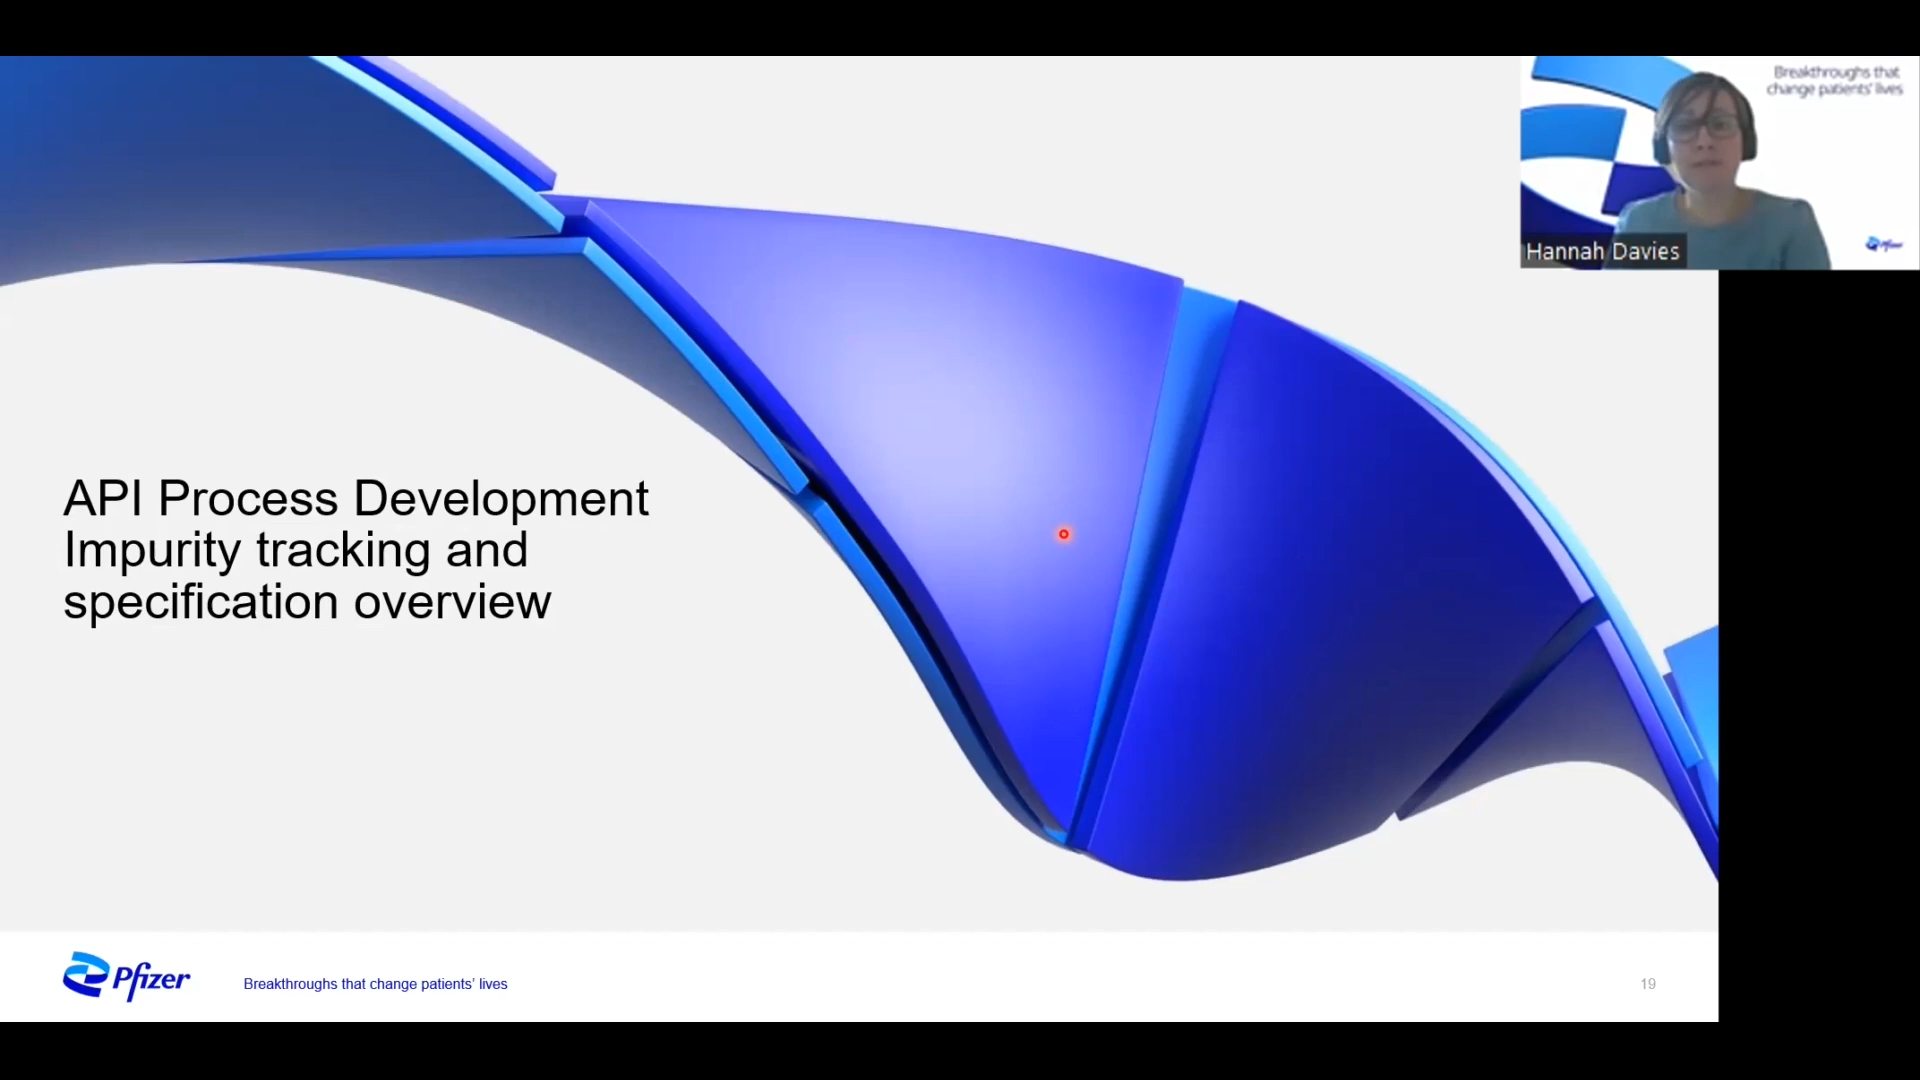 Breakthroughs that
change patients' lives
Pfizer
Hannah Davies
API Process Development
Impurity tracking and
specification overview
Pfizer
Breakthroughs that change patients’ lives
19